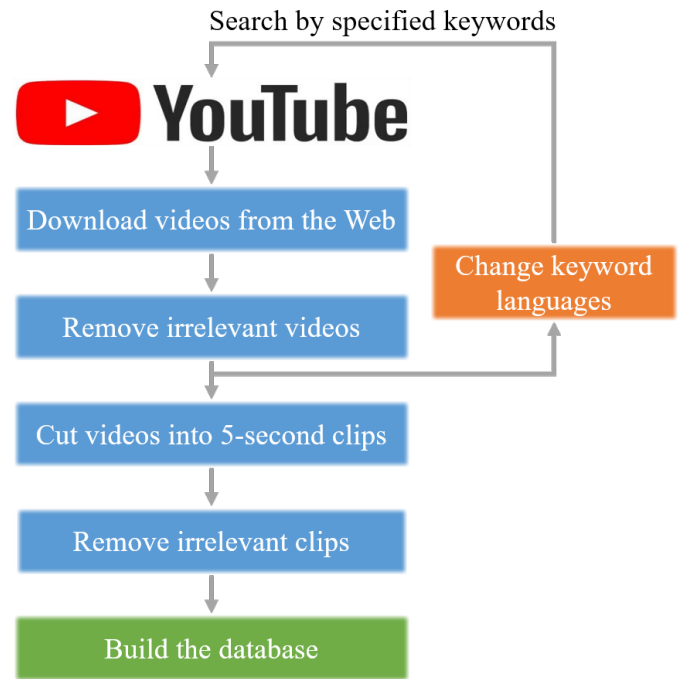 Search by specified keywords
YouTube
Download videos from the Web
Change keyword
languages
Remove irrelevant videos
Cut videos into 5-second clips
Remove irrelevant clips
Build the database